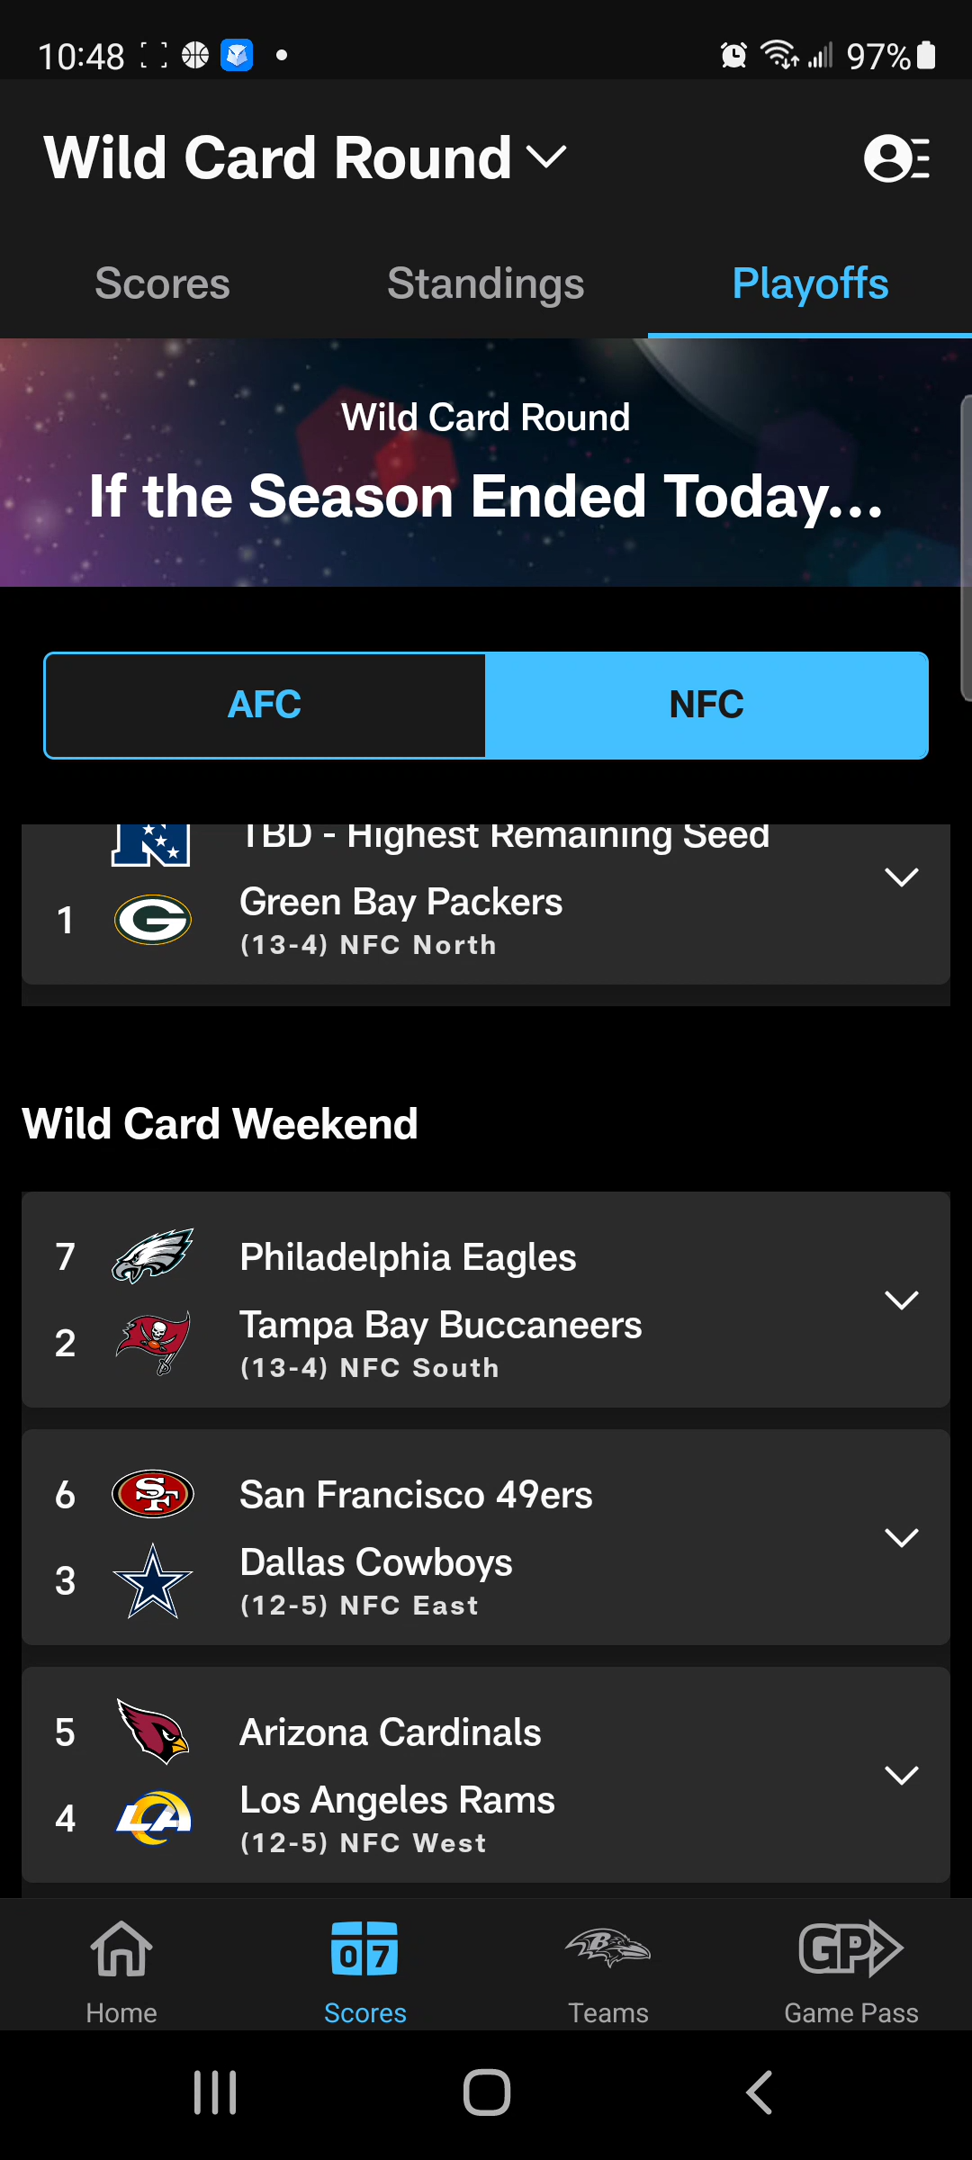 10:48
97%
Wild Card Round
Scores
Standings
Playoffs
Wild Card Round
If the Season Ended Today...
AFC
NFC
TBD - Highest Remaining Seed
1
G
Green Bay Packers
(13-4) NFC North
Wild Card Weekend
7
Philadelphia Eagles
2
Tampa Bay Buccaneers
(13-4) NFC South
6
SF
San Francisco 49ers
3
Dallas Cowboys
(12-5) NFC East
5
Arizona Cardinals
4
LA
Los Angeles Rams
(12-5) NFC West
07
B
GP
Home
Scores
Teams
Game Pass